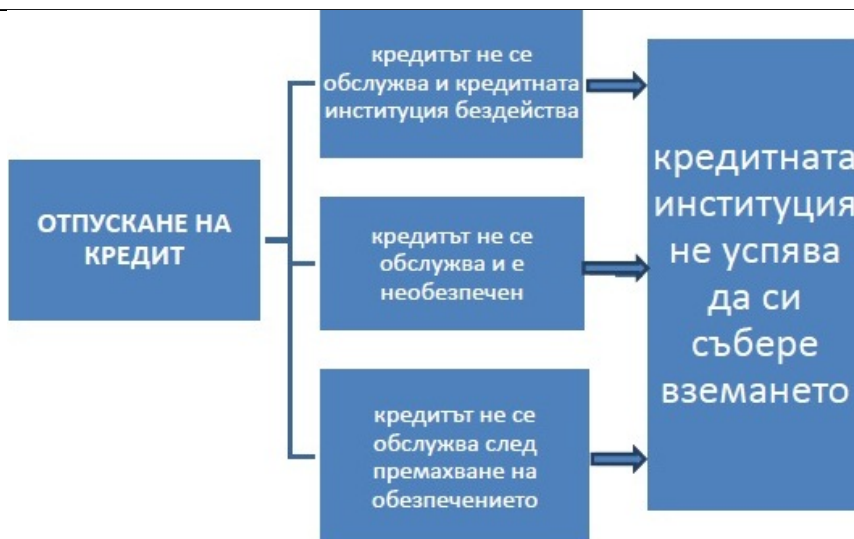 ОТПУСКАНЕ НА
КРЕДИТ
кредитът не се
обслужва и кредитната
институция бездейства
кредитът не се
обслужва и е
необезпечен
кредитът не се
обслужва след
премахване на
обезпечението
кредитната
институция
не успява
да си
събере
вземането